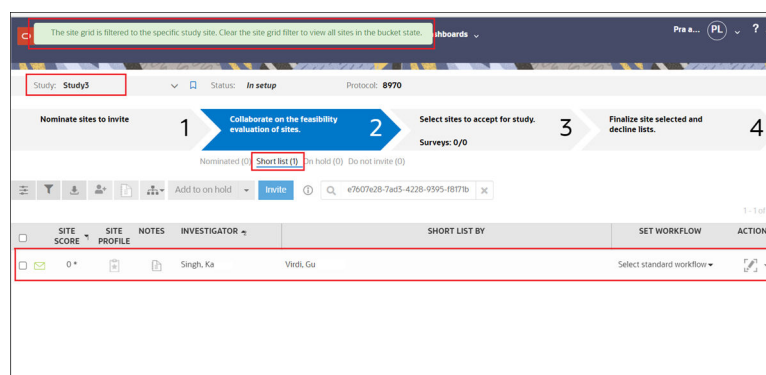 The site grid is filtered to the specific study site. Clear the site grid filter to view all sites in the bucket state.
shboards
Pra a...
PL
?
Study: Study3
Status: In setup
Protocol: 8970
Nominate sites to invite
1
Collaborate on the feasibility
evaluation of sites.
2
Select sites to accept for study.
Surveys: 0/0
3
Finalize site selected and
decline lists.
4
Nominated (0) Short list (1) On hold (0) Do not invite (0)
Add to on hold
Invite
e7607e28-7ad3-4228-9395-f8171b
1 - 1 of
SITE SCORE SITE PROFILE NOTES INVESTIGATOR SHORT LIST BY SET WORKFLOW ACTION
0 * Singh, Ka Virdi, Gu Select standard workflow